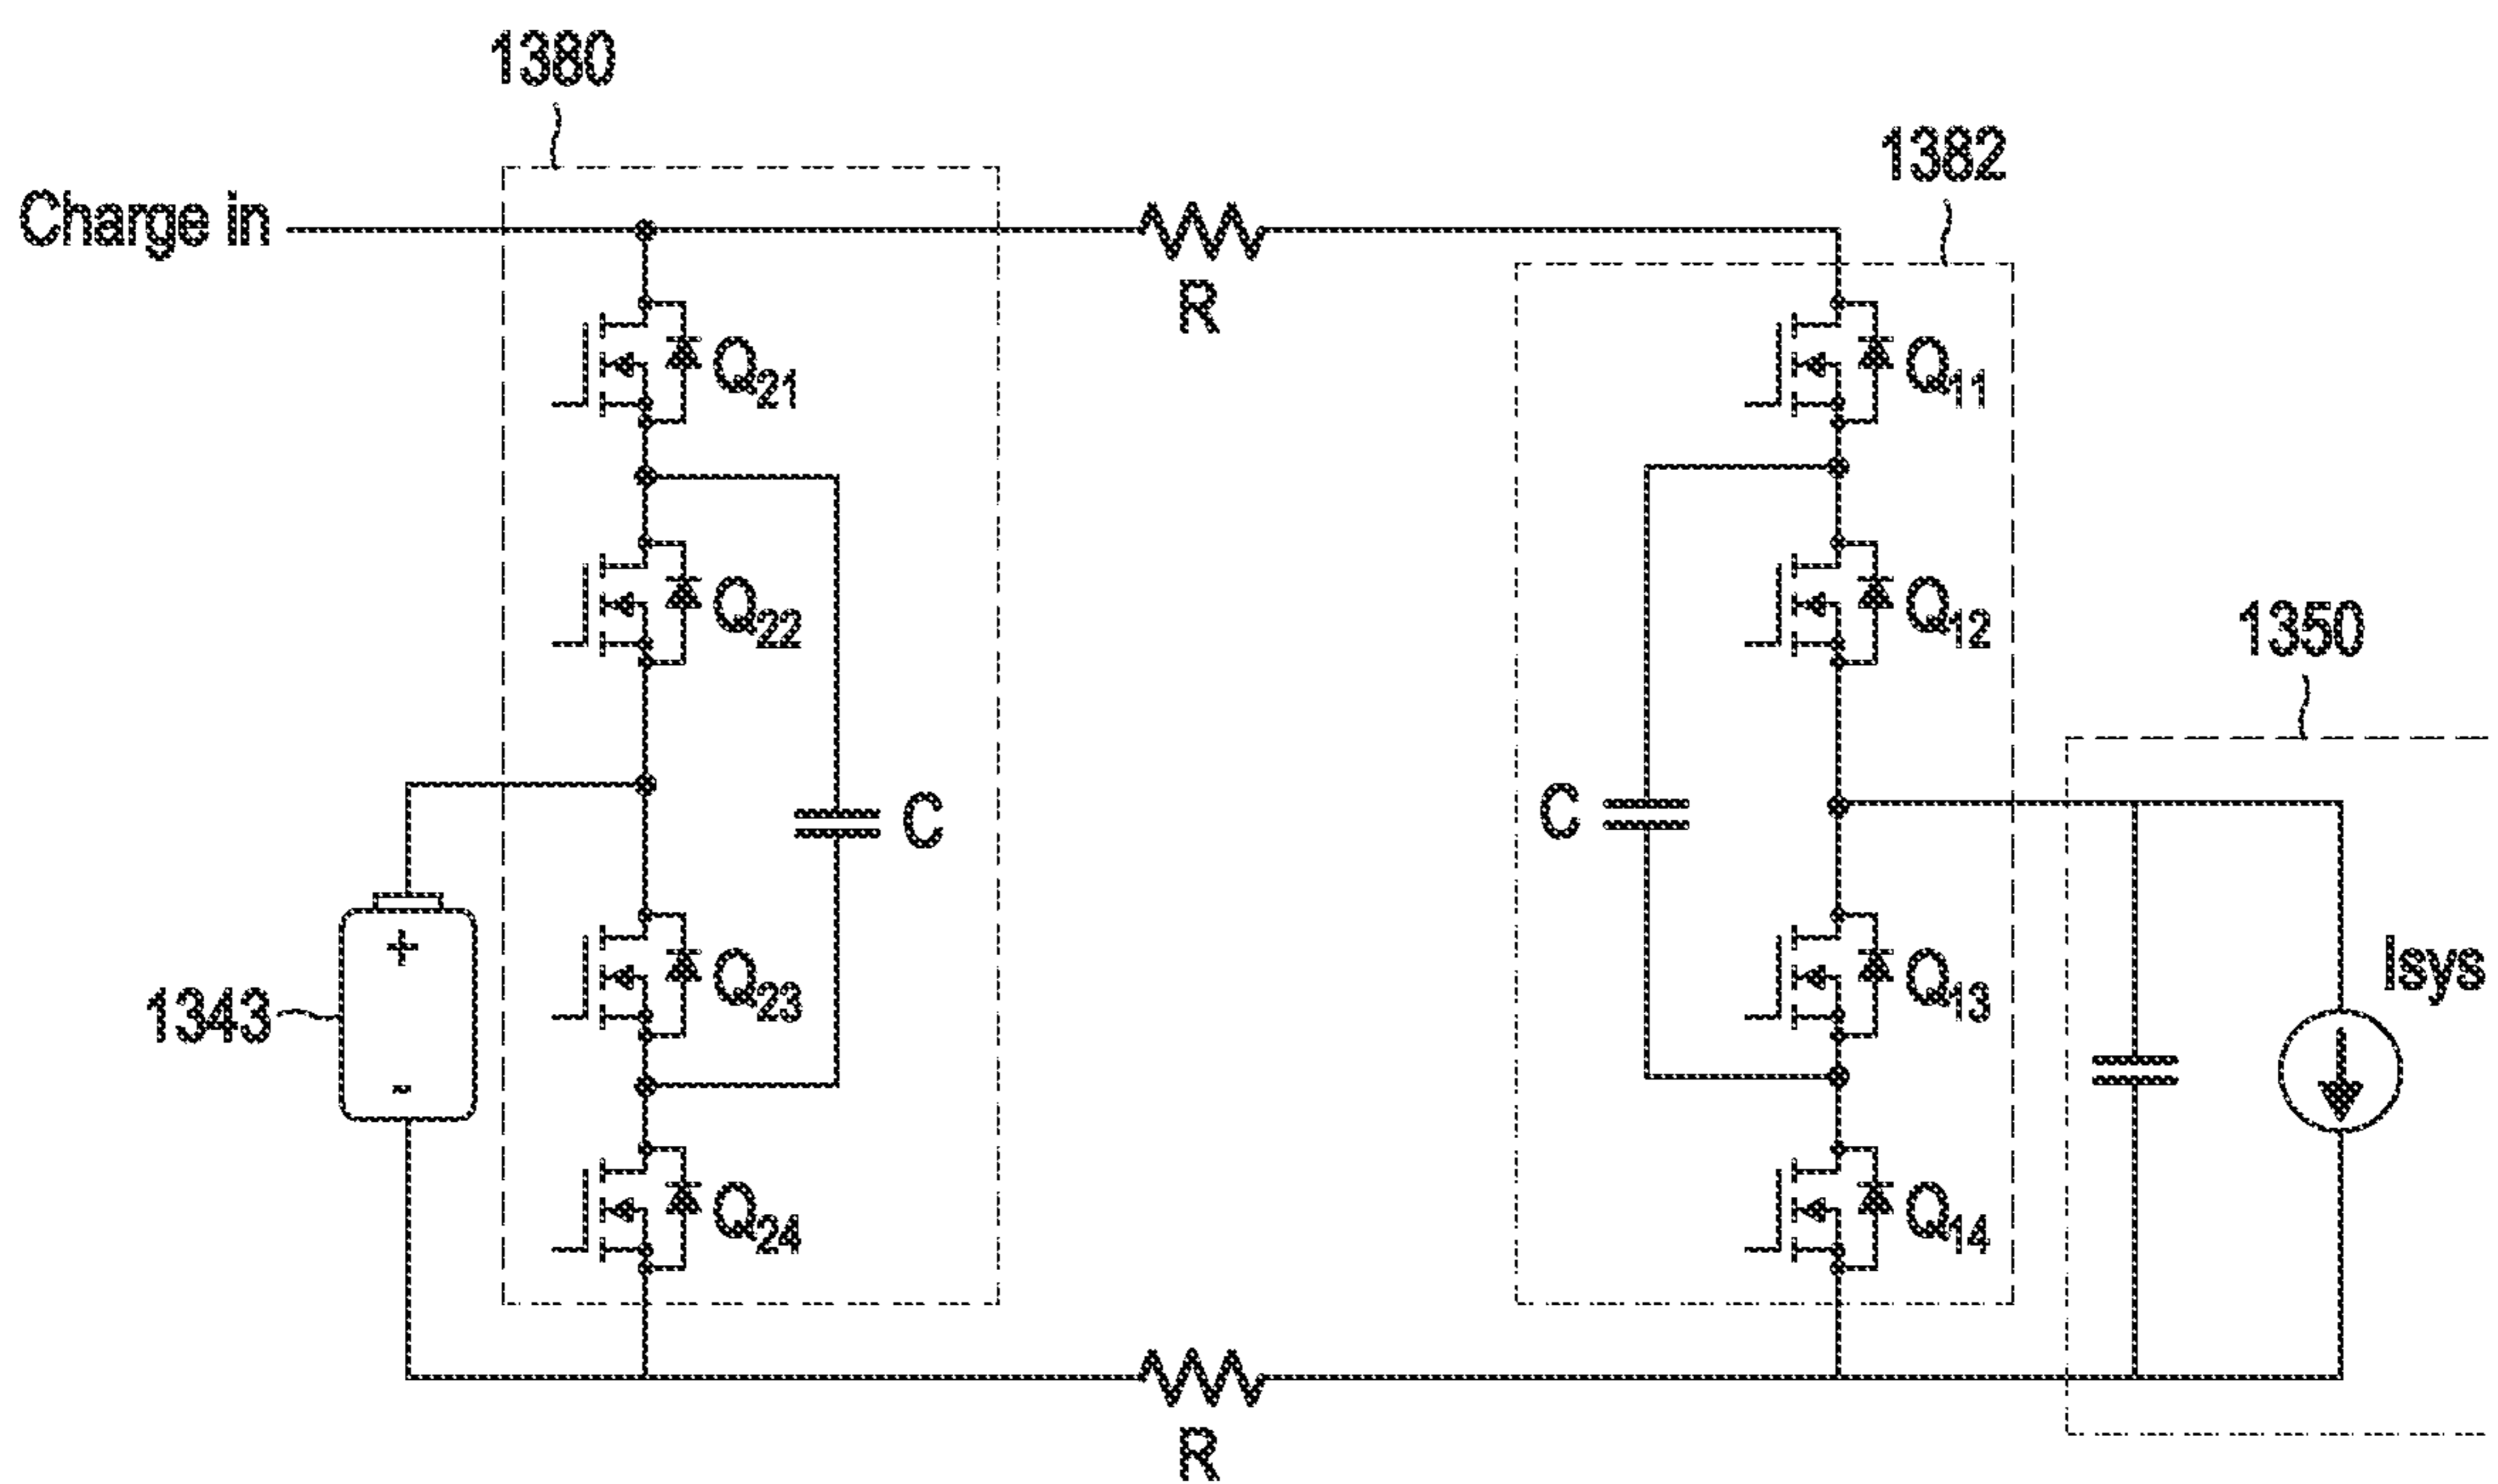 1380
1382
Charge in
R
Q21
Q11
Q22
Q12
1350
C
C
+
Q23
Q13
Isys
1343
-
Q24
Q14
R